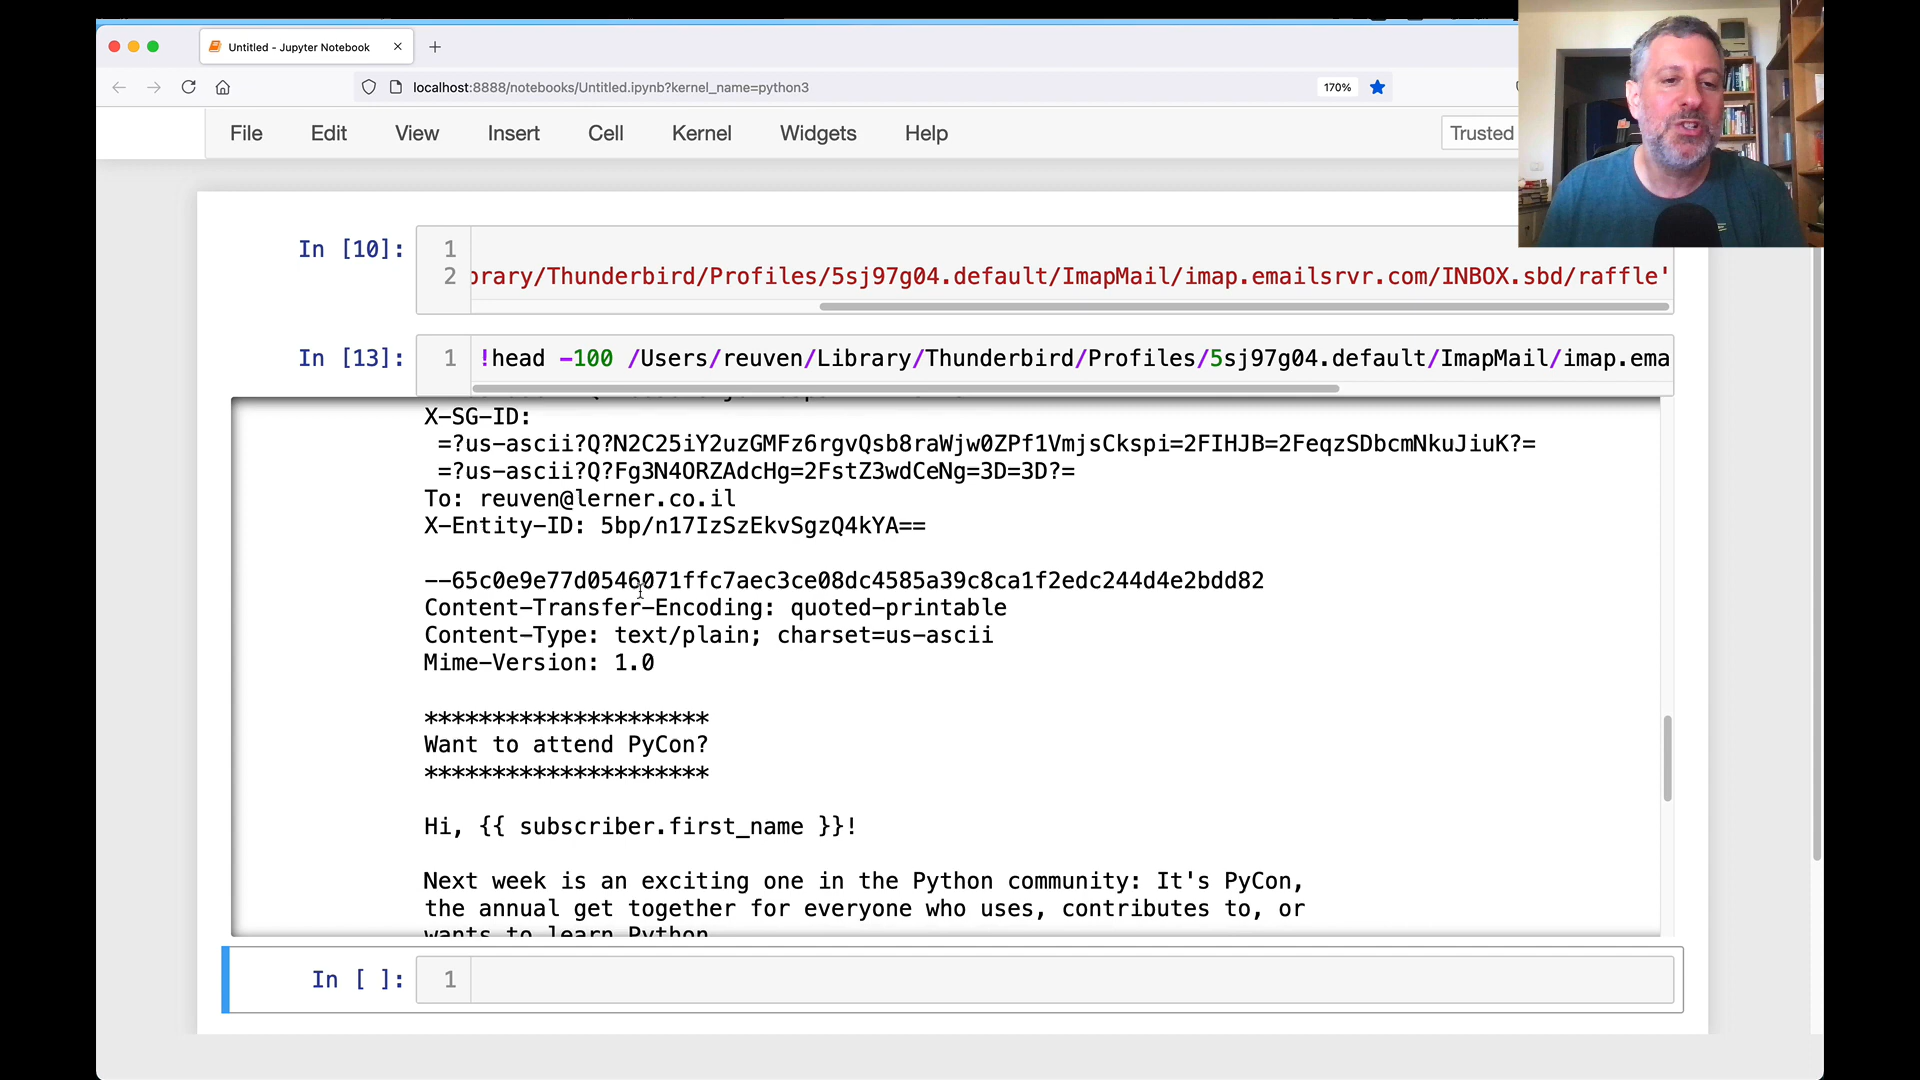 Untitled - Jupyter Notebook
localhost:8888/notebooks/Untitled.ipynb?kernel_name=python3
170%
File Edit View Insert Cell Kernel Widgets Help
Trusted
In [10]:
1
2 brary/Thunderbird/Profiles/5sj97g04.default/ImapMail/imap.emailsrvr.com/INBOX.sbd/raffle'
In [13]:
1 !head -100 /Users/reuven/Library/Thunderbird/Profiles/5sj97g04.default/ImapMail/imap.ema
X-SG-ID:
=?us-ascii?Q?N2C25iY2uzGMFz6rgvQsb8raWjw0ZPf1VmjsCkspi=2FIHJB=2FeqzSDbcmNkuJiuK?=
=?us-ascii?Q?Fg3N4ORZAdcHg=2FstZ3wdCeNg=3D=3D?=
To: reuven@lerner.co.il
X-Entity-ID: 5bp/n17IzSzEkvSgzQ4kYA==
--65c0e9e77d0546071ffc7aec3ce08dc4585a39c8ca1f2edc244d4e2bdd82
Content-Transfer-Encoding: quoted-printable
Content-Type: text/plain; charset=us-ascii
Mime-Version: 1.0
*********************
Want to attend PyCon?
*********************
Hi, {{ subscriber.first_name }}!
Next week is an exciting one in the Python community: It's PyCon,
the annual get together for everyone who uses, contributes to, or
wants to learn Python
In [ ]:
1